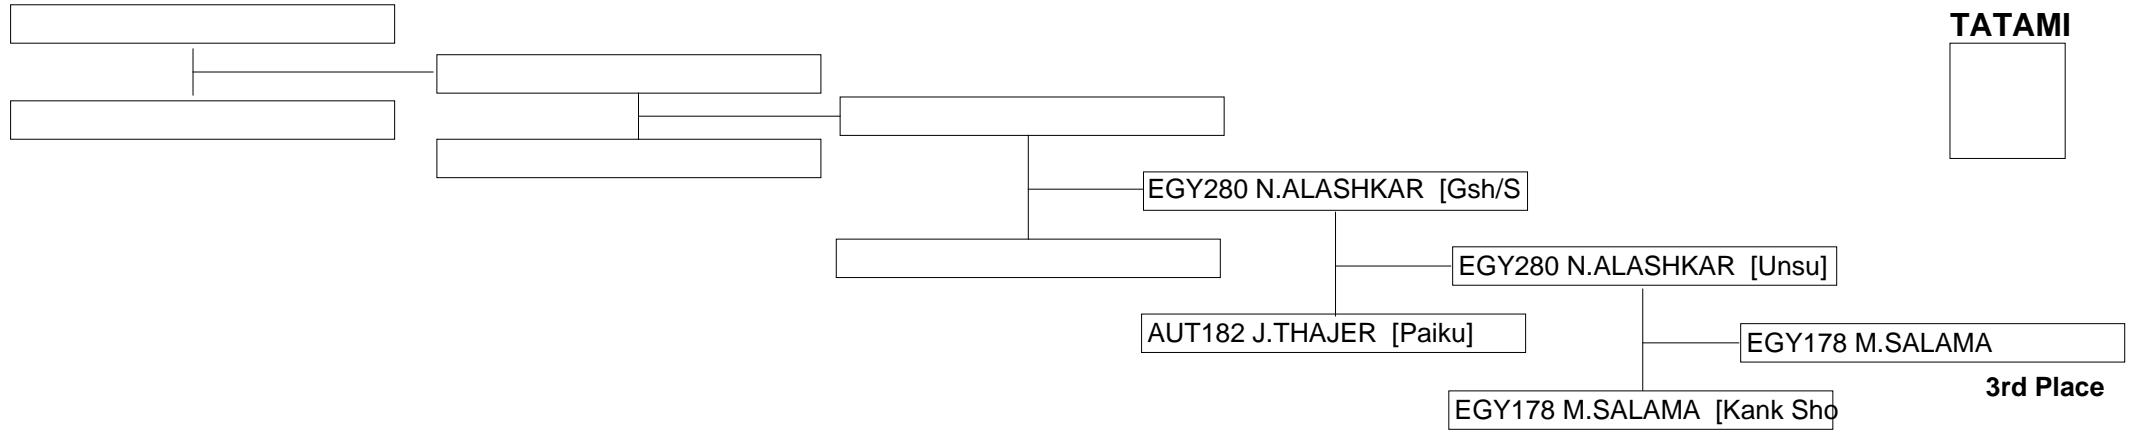 TATAMI
EGY280 N.ALASHKAR [Gsh/S
EGY280 N.ALASHKAR [Unsu]
AUT182 J.THAJER [Paiku]
EGY178 M.SALAMA
3rd Place
EGY178 M.SALAMA [Kank Sho